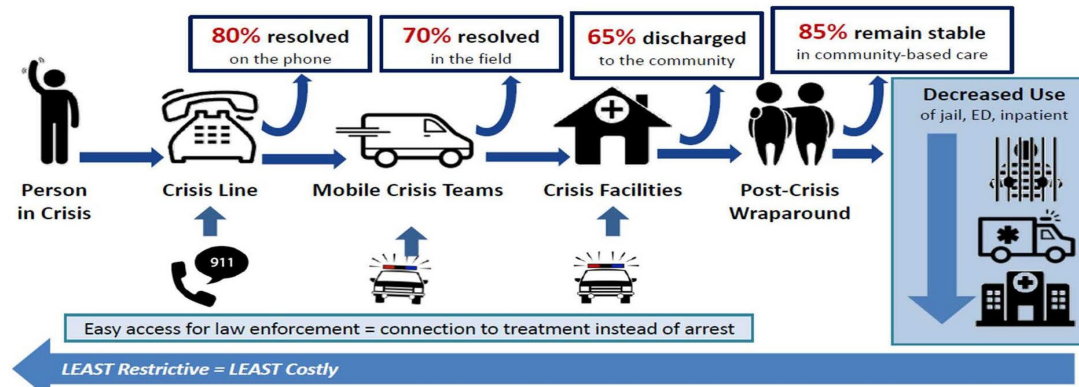 80% resolved
on the phone
70% resolved
in the field
65% discharged
to the community
85% remain stable
in community-based care
Decreased Use
of jail, ED, inpatient
Person
in Crisis
Crisis Line
Mobile Crisis Teams
Crisis Facilities
Post-Crisis
Wraparound
911
Easy access for law enforcement = connection to treatment instead of arrest
LEAST Restrictive = LEAST Costly